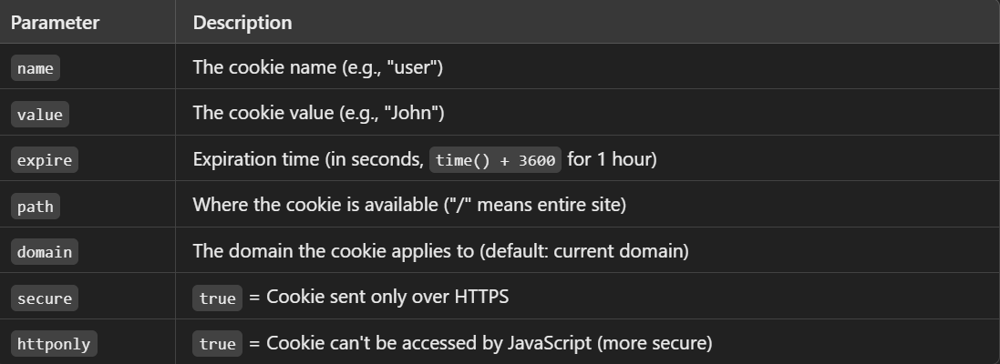 Parameter Description
name The cookie name (e.g., "user")
value The cookie value (e.g., "John")
expire Expiration time (in seconds, time() + 3600 for 1 hour)
path Where the cookie is available ("/" means entire site)
domain The domain the cookie applies to (default: current domain)
secure true = Cookie sent only over HTTPS
httponly true = Cookie can't be accessed by JavaScript (more secure)